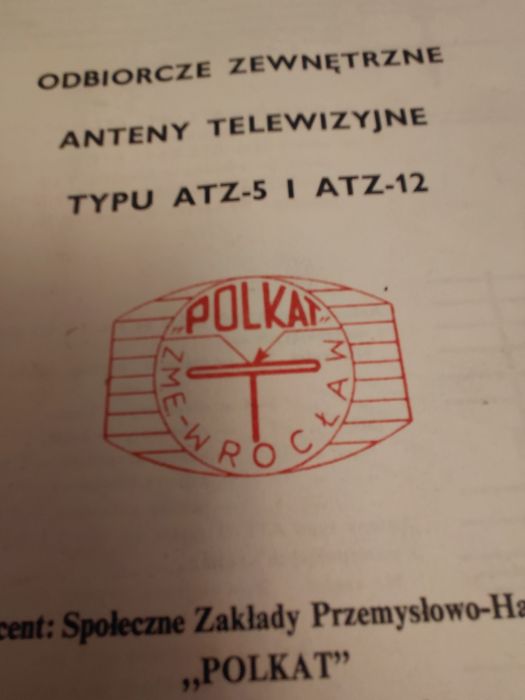 ODBIORCZE ZEWNĘTRZNE
ANTENY TELEWIZYJNE
TYPU ATZ-5 I ATZ-12
„POLKAT”
ZME-WROCŁAW
cent: Społeczne Zakłady Przemysłowo-Ha
„POLKAT”